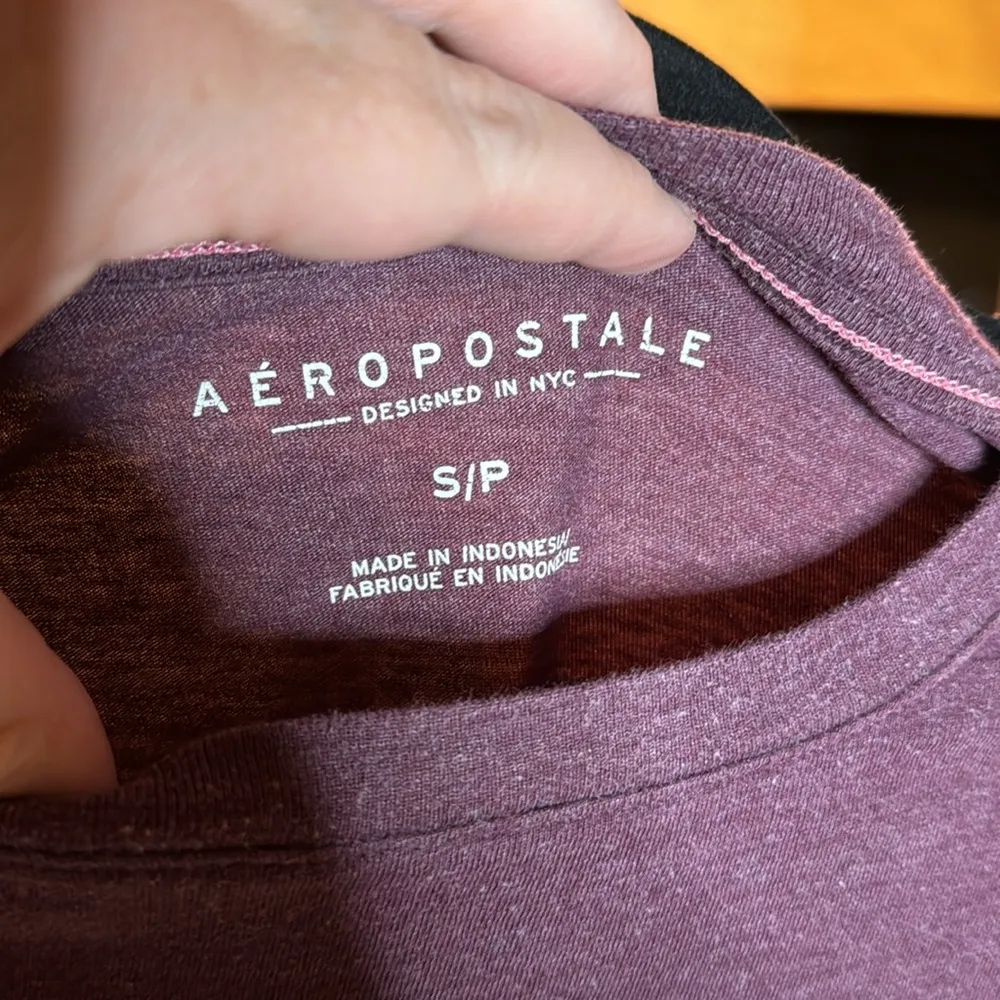 AÉROPOSTALE
DESIGNED IN NYC
S/P
MADE IN INDONESIA
FABRIQUÉ EN INDONÉSIE